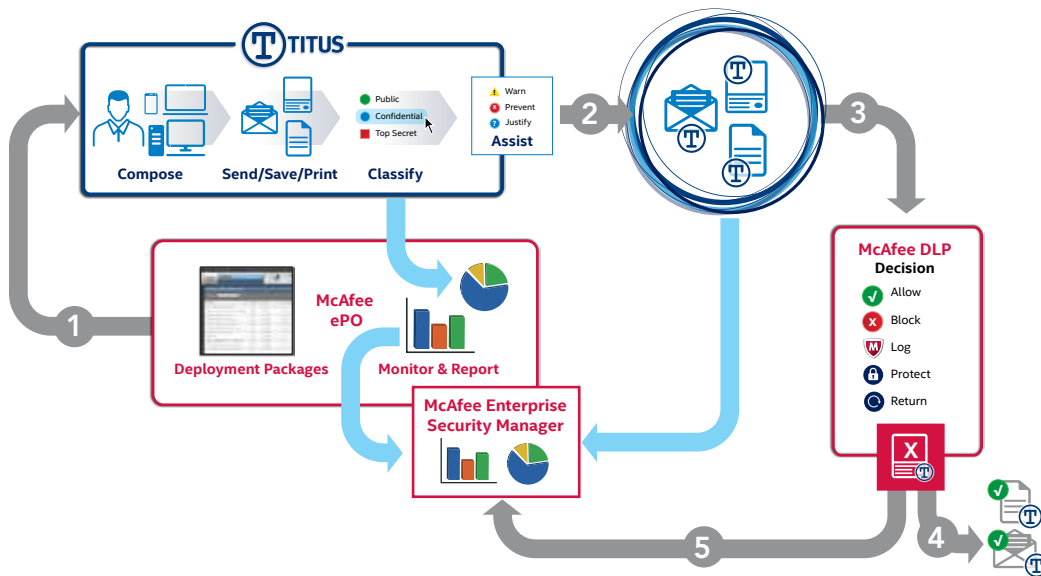 T TITUS
Public
Confidential
Top Secret
Warn
Prevent
Justify
Assist
Compose
Send/Save/Print
Classify
2
T
T
T
3
1
McAfee
ePO
Deployment Packages
Monitor & Report
McAfee Enterprise
Security Manager
McAfee DLP
Decision
Allow
Block
Log
Protect
Return
X
T
T
4
T
5